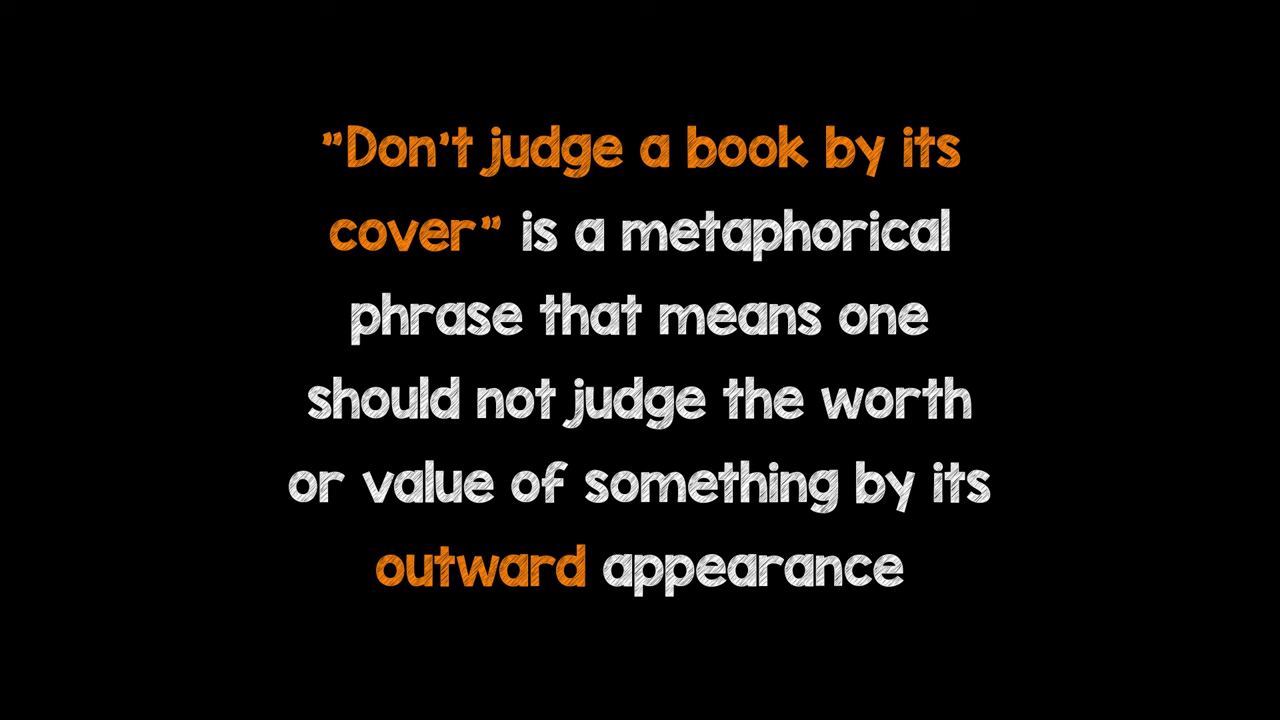 "Don't judge a book by its
cover" is a metaphorical
phrase that means one
should not judge the worth
or value of something by its
outward appearance